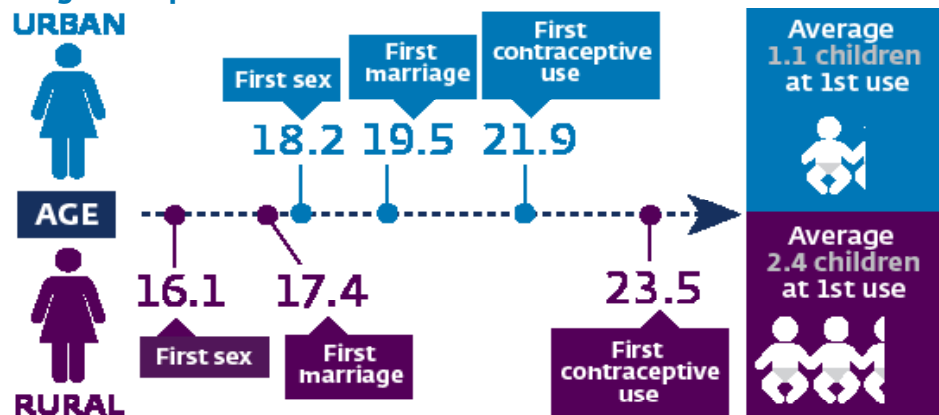 URBAN
First sex
First
marriage
First
contraceptive
use
18.2
19.5
21.9
Average
1.1 children
at 1st use
AGE
16.1
17.4
23.5
First sex
First
marriage
First
contraceptive
use
Average
2.4 children
at 1st use
RURAL